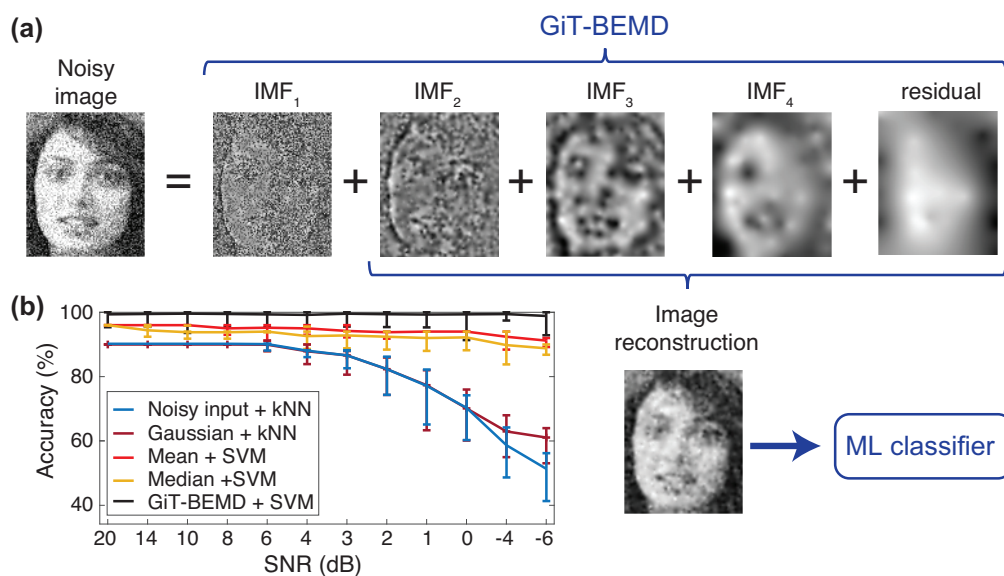 (a)
GiT-BEMD
Noisy
image
IMF1
IMF2
IMF3
IMF4
residual
=
+
+
+
+
(b)
Image
reconstruction
ML classifier
Accuracy (%)
100
80
60
40
Noisy input + kNN
Gaussian + kNN
Mean + SVM
Median +SVM
GiT-BEMD + SVM
20 14 10 8 6 4 3 2 1 0 -4 -6
SNR (dB)